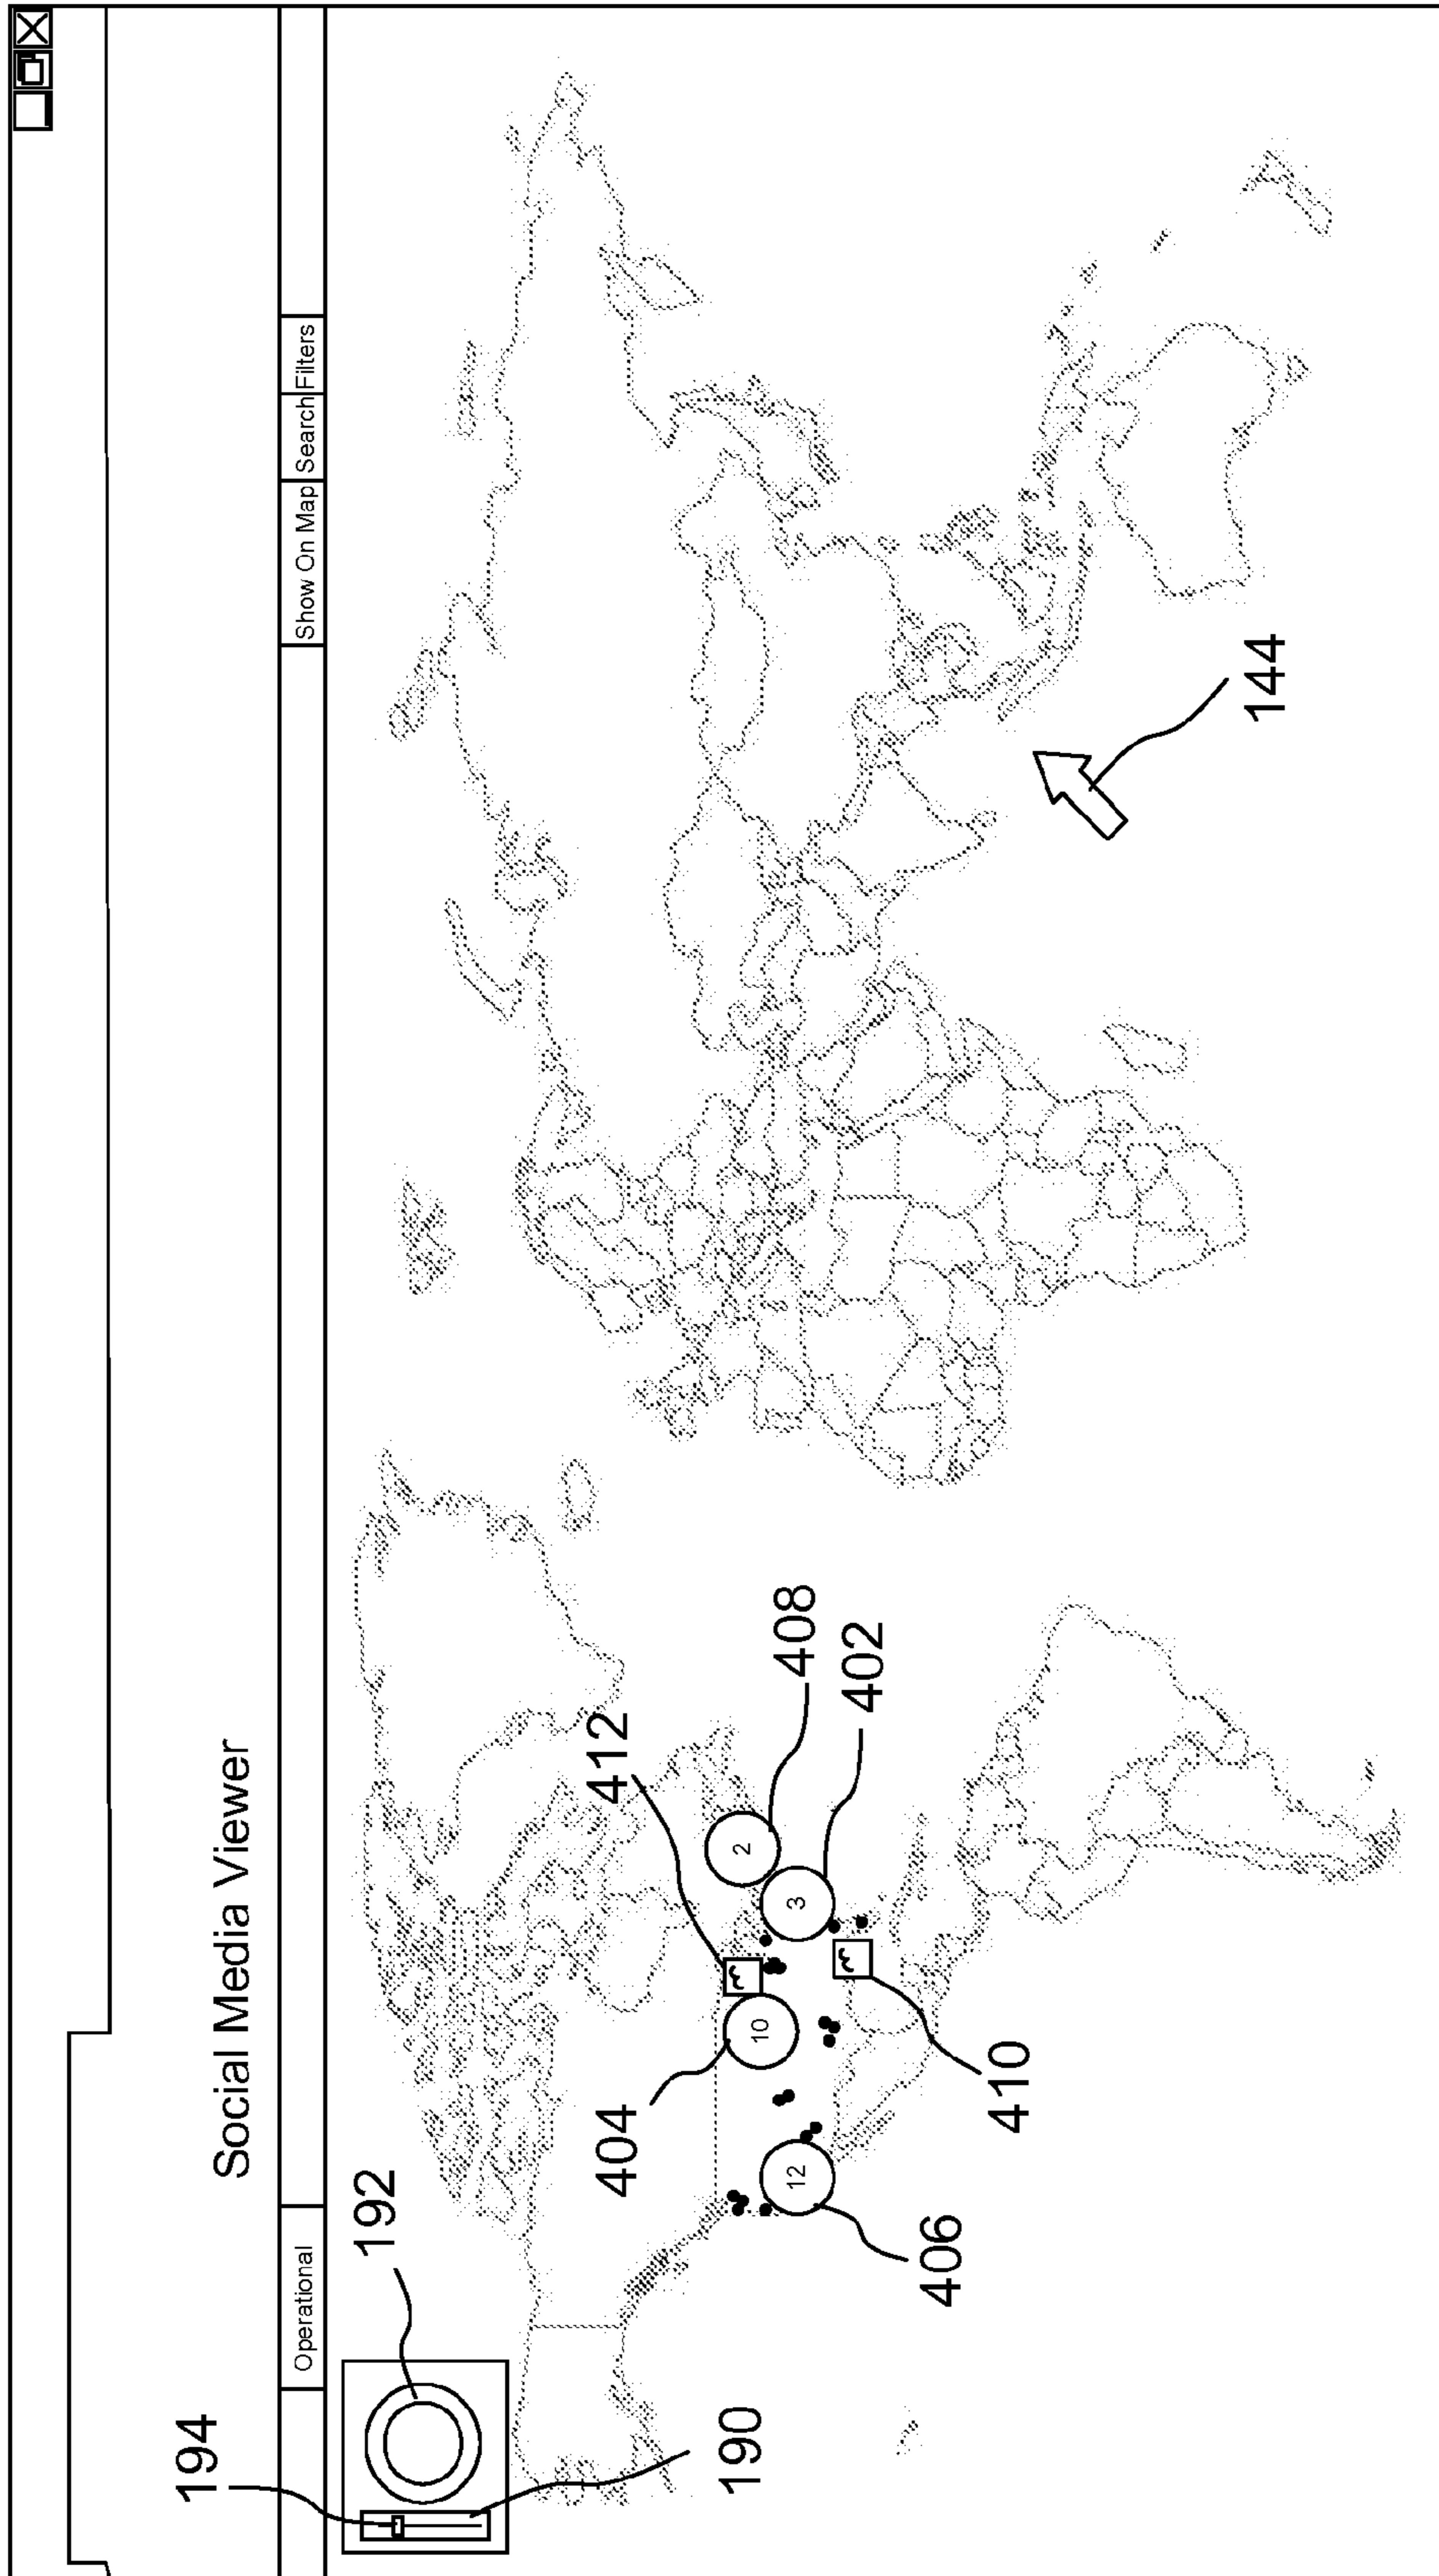 194
Social Media Viewer
Operational
Show On Map
Search
Filters
192
404
412
2
190
10
408
12
3
402
406
410
144